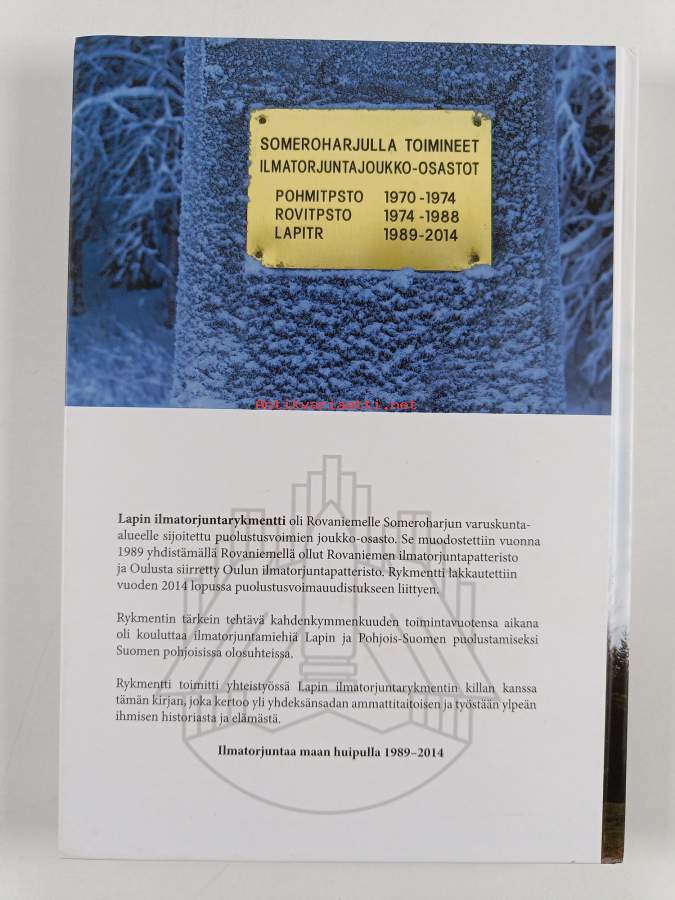 SOMEROHARJULLA TOIMINEET
ILMATORJUNTAJOUKKO-OSASTOT
POHMITPSTO 1970-1974
ROVITPSTO 1974-1988
LAPITR 1989-2014
Antikvariaatti.net
Lapin ilmatorjuntarykmentti oli Rovaniemelle Someroharjun varuskunta-
alueelle sijoitettu puolustusvoimien joukko-osasto. Se muodostettiin vuonna
1989 yhdistämällä Rovaniemellä ollut Rovaniemen ilmatorjuntapatteristo
ja Oulusta siirretty Oulun ilmatorjuntapatteristo. Rykmentti lakkautettiin
vuoden 2014 lopussa puolustusvoimauudistukseen liittyen.
Rykmentin tärkein tehtävä kahdenkymmenkuuden toimintavuotensa aikana
oli kouluttaa ilmatorjuntamiehiä Lapin ja Pohjois-Suomen puolustamiseksi
Suomen pohjoisissa olosuhteissa.
Rykmentti toimitti yhteistyössä Lapin ilmatorjuntarykmentin killan kanssa
tämän kirjan, joka kertoo yli yhdeksänsadan ammattitaitoisen ja työstään ylpeän
ihmisen historiasta ja elämästä.
Ilmatorjuntaa maan huipulla 1989–2014